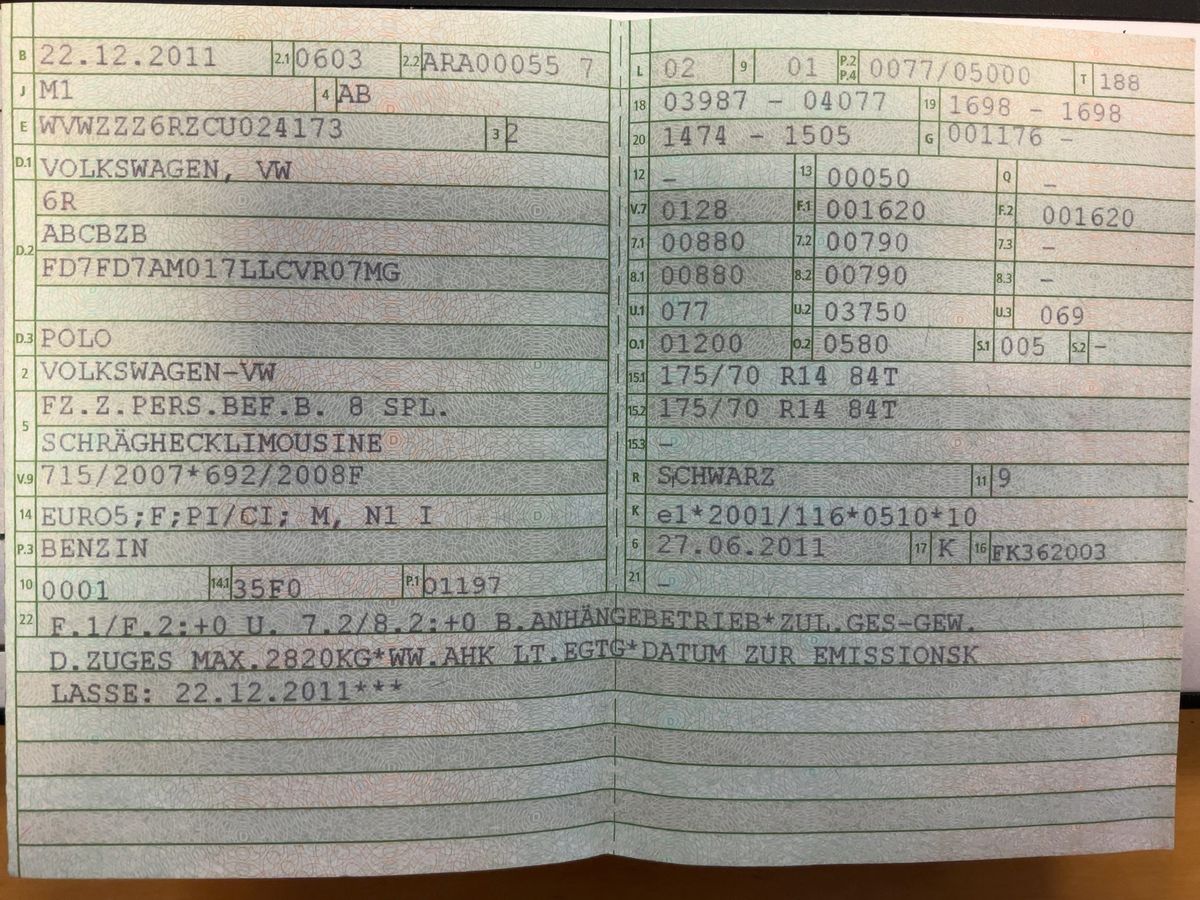 B 22.12.2011 2.1 0603 2.2 ARA00055 7
J M1 4 AB
E WVWZZZ6RZCU024173 3 2
D.1 VOLKSWAGEN, VW
D.2 6R
ABCBZB
FD7FD7AM017LLCVR07MG
D.3 POLO
2 VOLKSWAGEN-VW
5 FZ.Z.PERS.BEF.B. 8 SPL.
SCHRÄGHECKLIMOUSINE
V.9 715/2007*692/2008F
14 EURO5;F;PI/CI; M, N1 I
P.3 BENZIN
10 0001 14.1 35F0 P.1 01197
L 02 9 01 P.2 P.4 0077/05000 T 188
18 03987 - 04077 19 1698 - 1698
20 1474 - 1505 G 001176 -
12 - 13 00050 Q -
V.7 0128 F.1 001620 F.2 001620
7.1 00880 7.2 00790 7.3 -
8.1 00880 8.2 00790 8.3 -
U.1 077 U.2 03750 U.3 069
O.1 01200 O.2 0580 S.1 005 S.2 -
15.1 175/70 R14 84T
15.2 175/70 R14 84T
15.3 -
R SCHWARZ 11 9
K e1*2001/116*0510*10
6 27.06.2011 17 K 16 FK362003
21 -
22 F.1/F.2:+0 U. 7.2/8.2:+0 B.ANHÄNGEBETRIEB*ZUL.GES-GEW.
D.ZUGES MAX.2820KG*WW.AHK LT.EGTG*DATUM ZUR EMISSIONSK
LASSE: 22.12.2011***